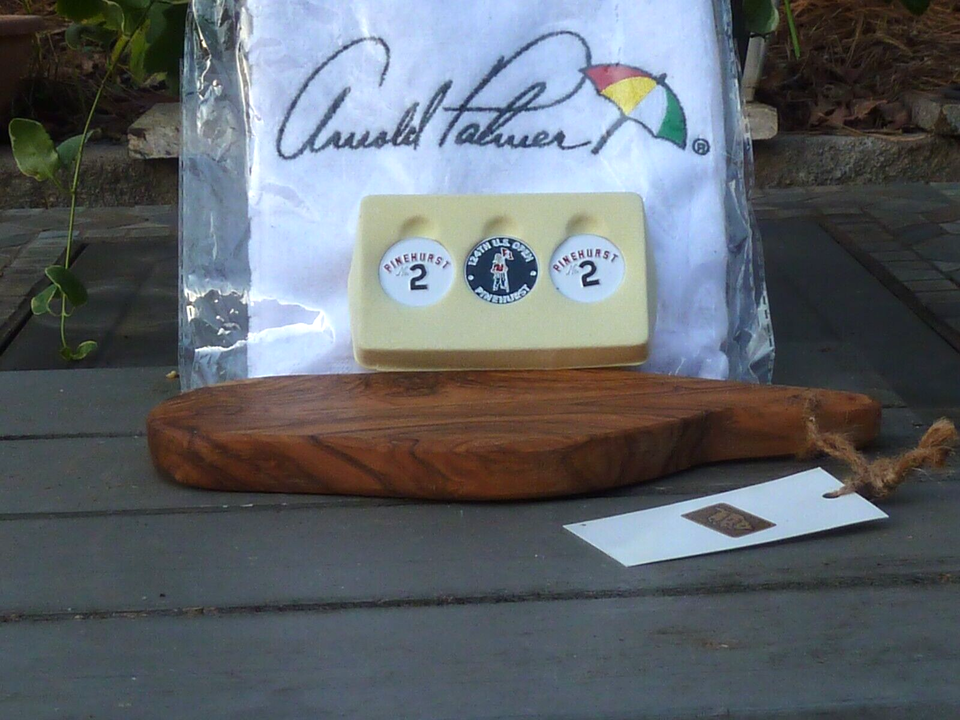 Arnold Palmer ®
PINEHURST
No 2
124TH U.S. OPEN
PINEHURST
PINEHURST
No 2